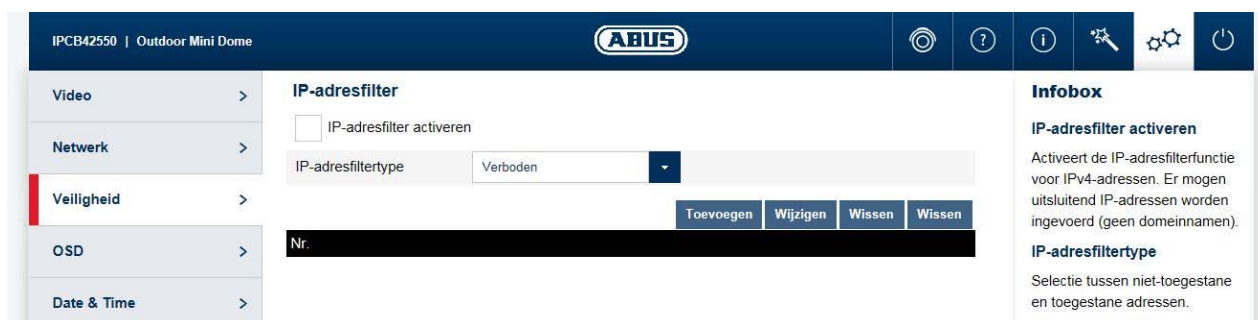 IPCB42550 | Outdoor Mini Dome
ABUS
Video >
Netwerk >
Veiligheid >
OSD >
Date & Time >
IP-adresfilter
IP-adresfilter activeren
IP-adresfiltertype Verboden
Toevoegen Wijzigen Wissen Wissen
Nr.
Infobox
IP-adresfilter activeren
Activeert de IP-adresfilterfunctie
voor IPv4-adressen. Er mogen
uitsluitend IP-adressen worden
ingevoerd (geen domeinnamen).
IP-adresfiltertype
Selectie tussen niet-toegestane
en toegestane adressen.